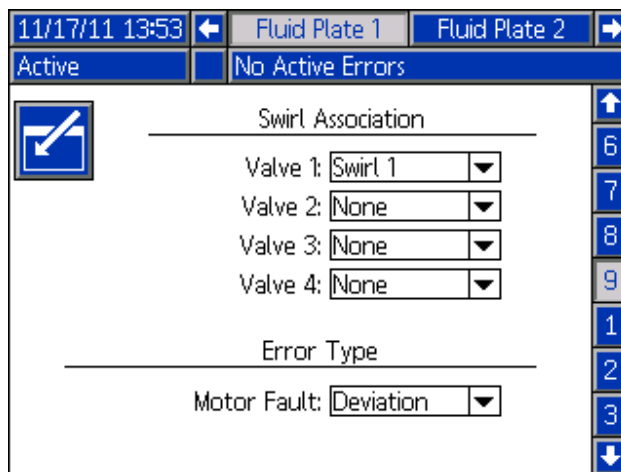 11/17/11 13:53 Fluid Plate 1 Fluid Plate 2
Active No Active Errors
Swirl Association
Valve 1: Swirl 1
Valve 2: None
Valve 3: None
Valve 4: None
Error Type
Motor Fault: Deviation
6
7
8
9
1
2
3